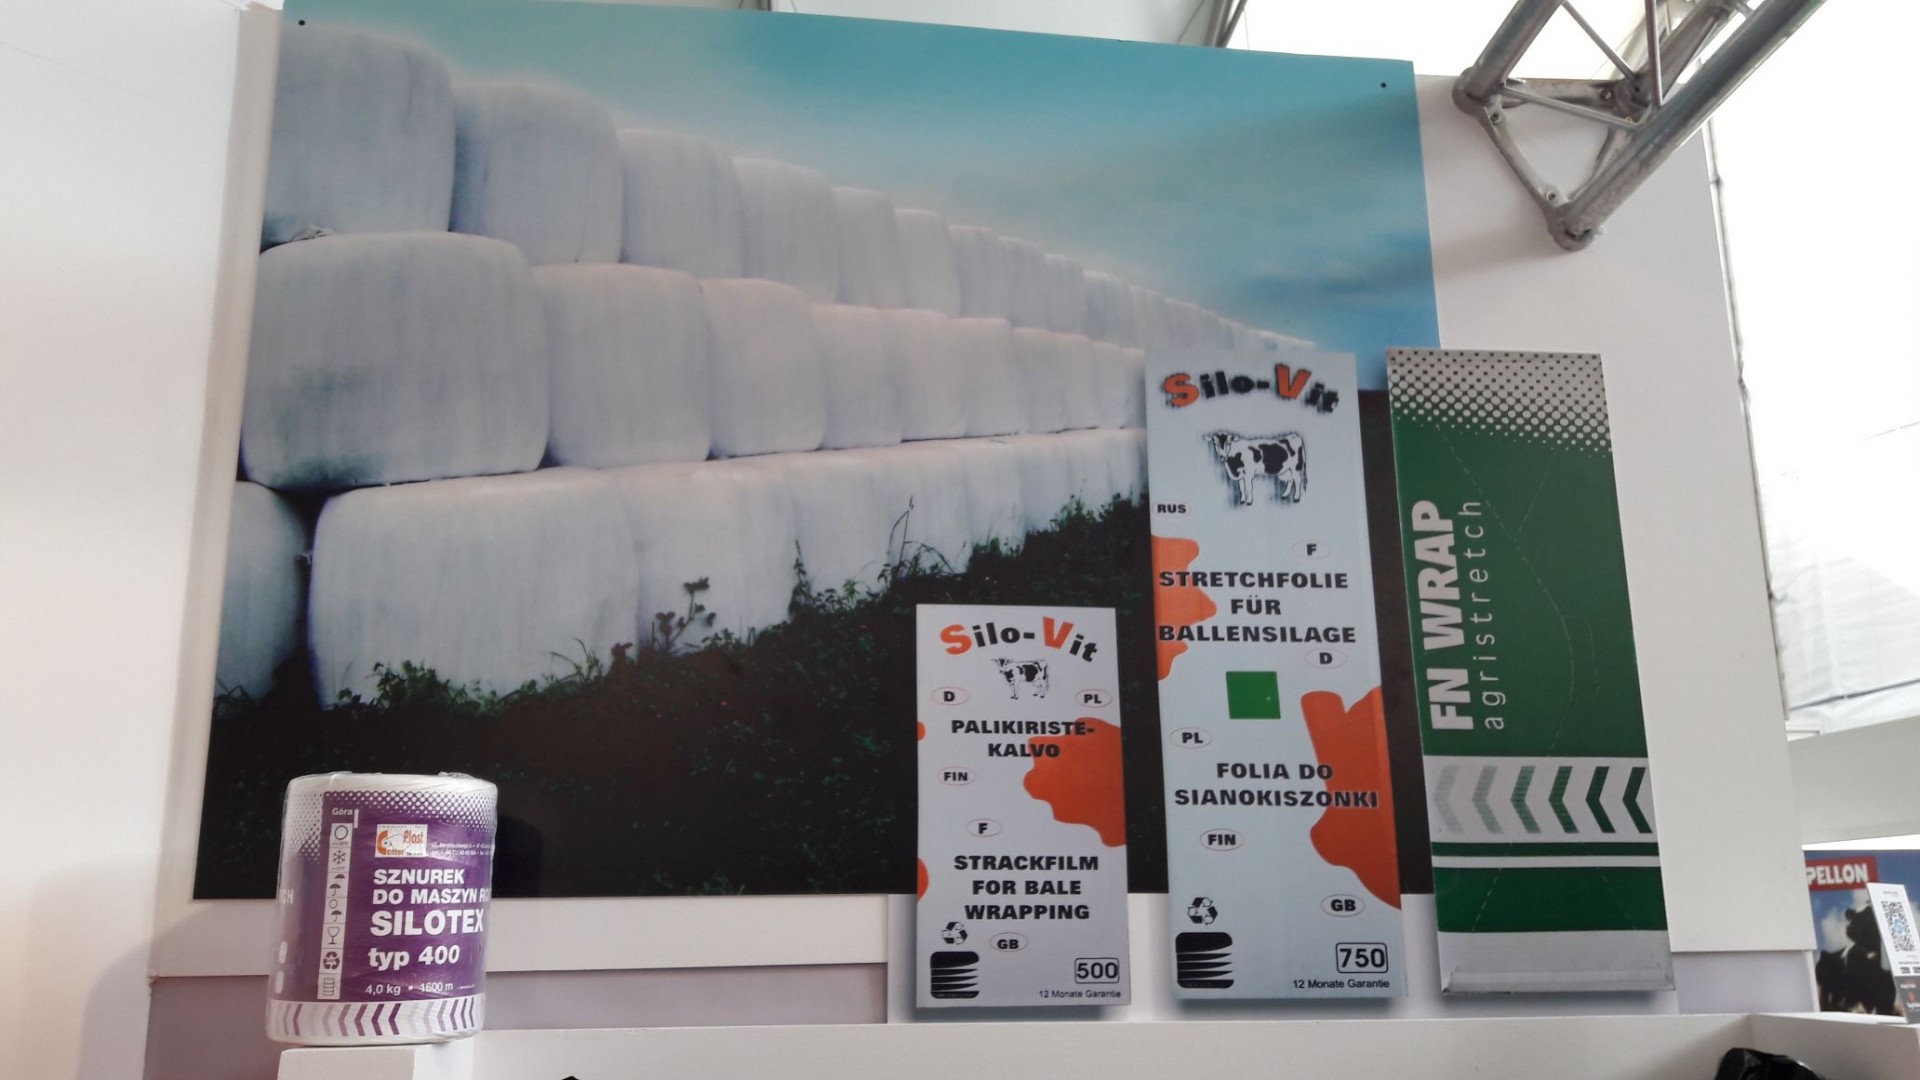 Góra
Plast
SZNUREK
DO MASZYN RO
SILOTEX
typ 400
4,0 kg • 1600 m
Silo-Vit
D
PL
PALIKIRISTE-
KALVO
FIN
F
STRACKFILM
FOR BALE
WRAPPING
GB
500
12 Monate Garantie
Silo-Vit
RUS
F
STRETCHFOLIE
FÜR
BALLENSILAGE
D
PL
FOLIA DO
SIANOKISZONKI
FIN
GB
750
12 Monate Garantie
FN WRAP
agristretch
PELLON